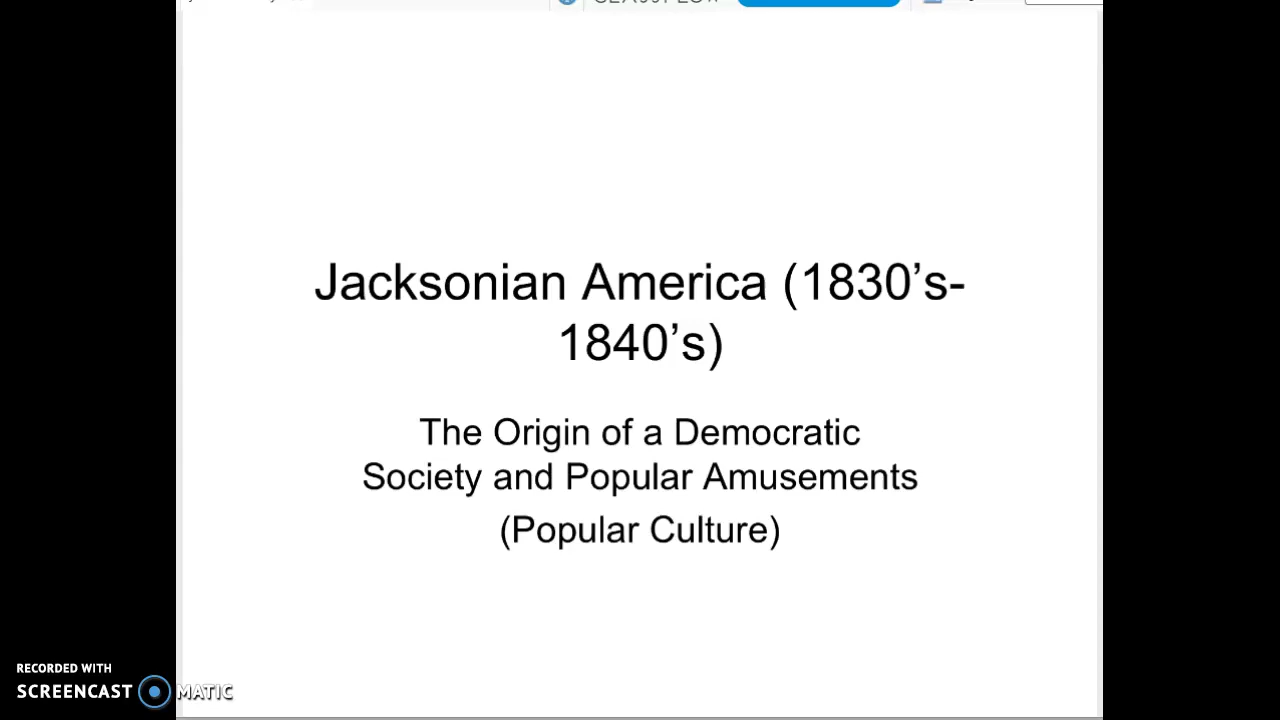 Jacksonian America (1830’s-
1840’s)
The Origin of a Democratic
Society and Popular Amusements
(Popular Culture)
RECORDED WITH
SCREENCAST MATIC